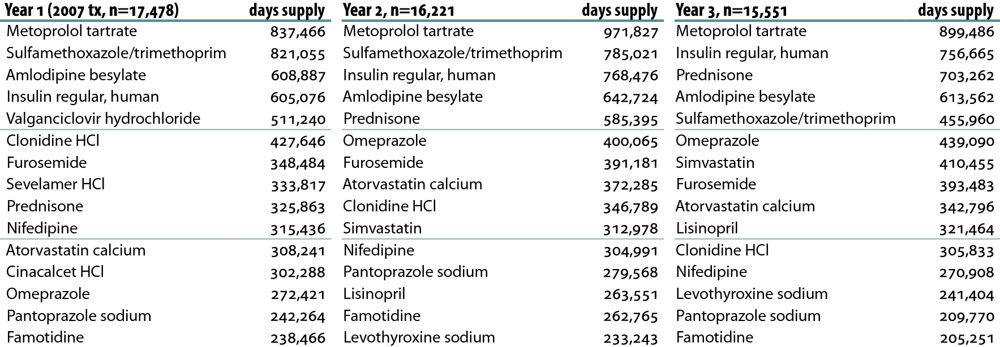 Year 1 (2007 tx, n=17,478) days supply Year 2, n=16,221 days supply Year 3, n=15,551 days supply
Metoprolol tartrate 837,466 Metoprolol tartrate 971,827 Metoprolol tartrate 899,486
Sulfamethoxazole/trimethoprim 821,055 Sulfamethoxazole/trimethoprim 785,021 Insulin regular, human 756,665
Amlodipine besylate 608,887 Insulin regular, human 768,476 Prednisone 703,262
Insulin regular, human 605,076 Amlodipine besylate 642,724 Amlodipine besylate 613,562
Valganciclovir hydrochloride 511,240 Prednisone 585,395 Sulfamethoxazole/trimethoprim 455,960
Clonidine HCl 427,646 Omeprazole 400,065 Omeprazole 439,090
Furosemide 348,484 Furosemide 391,181 Simvastatin 410,455
Sevelamer HCl 333,817 Atorvastatin calcium 372,285 Furosemide 393,483
Prednisone 325,863 Clonidine HCl 346,789 Atorvastatin calcium 342,796
Nifedipine 315,436 Simvastatin 312,978 Lisinopril 321,464
Atorvastatin calcium 308,241 Nifedipine 304,991 Clonidine HCl 305,833
Cinacalcet HCl 302,288 Pantoprazole sodium 279,568 Nifedipine 270,908
Omeprazole 272,421 Lisinopril 263,551 Levothyroxine sodium 241,404
Pantoprazole sodium 242,264 Famotidine 262,765 Pantoprazole sodium 209,770
Famotidine 238,466 Levothyroxine sodium 233,243 Famotidine 205,251